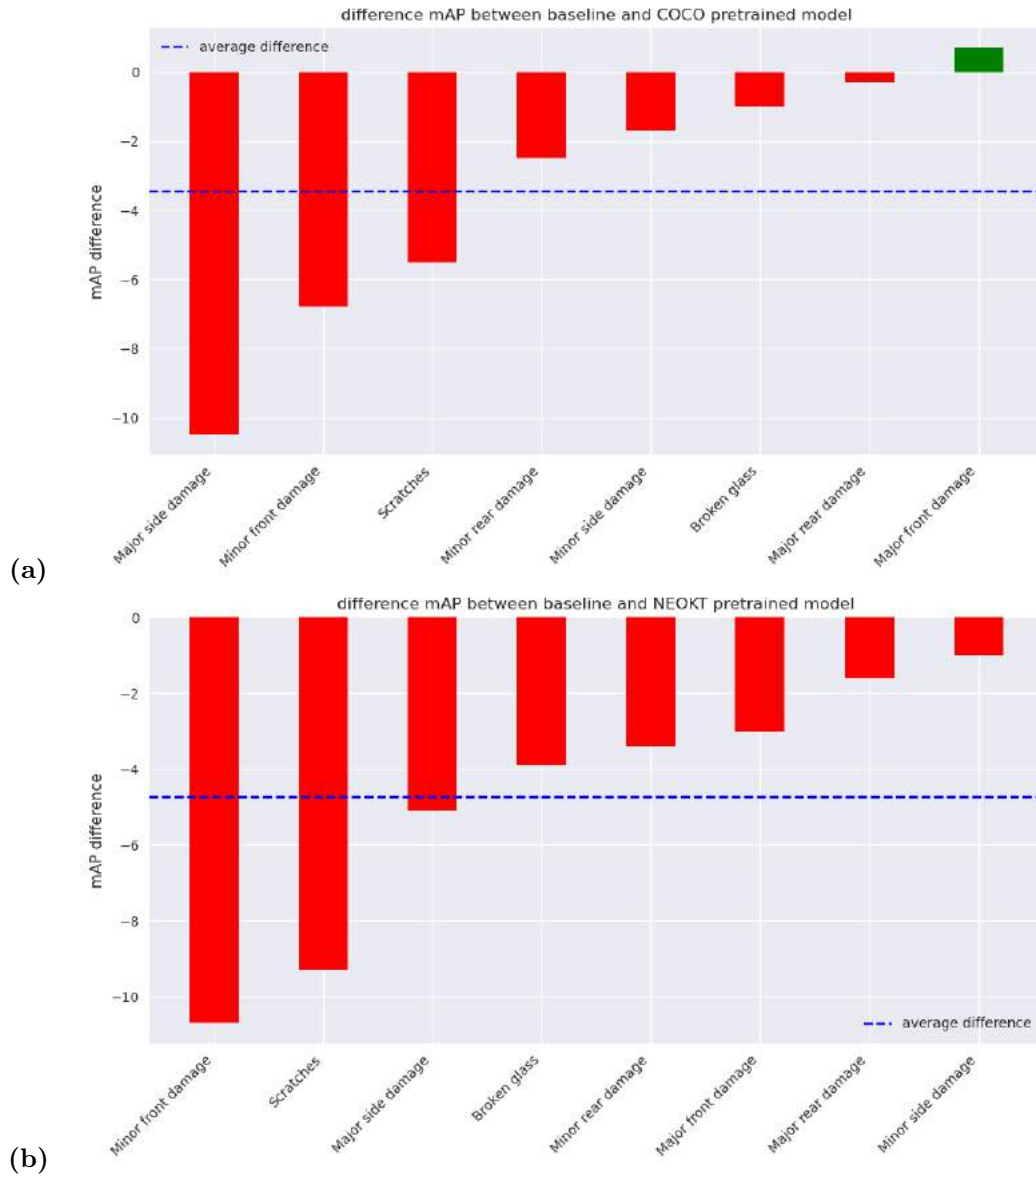 difference mAP between baseline and COCO pretrained model
average difference
0
−2
−4
−6
−8
−10
mAP difference
Major side damage
Minor front damage
Scratches
Minor rear damage
Minor side damage
Broken glass
Major rear damage
Major front damage
(a)
difference mAP between baseline and NEOKT pretrained model
0
−2
−4
−6
−8
−10
mAP difference
average difference
Minor front damage
Scratches
Major side damage
Broken glass
Minor rear damage
Major front damage
Major rear damage
Minor side damage
(b)